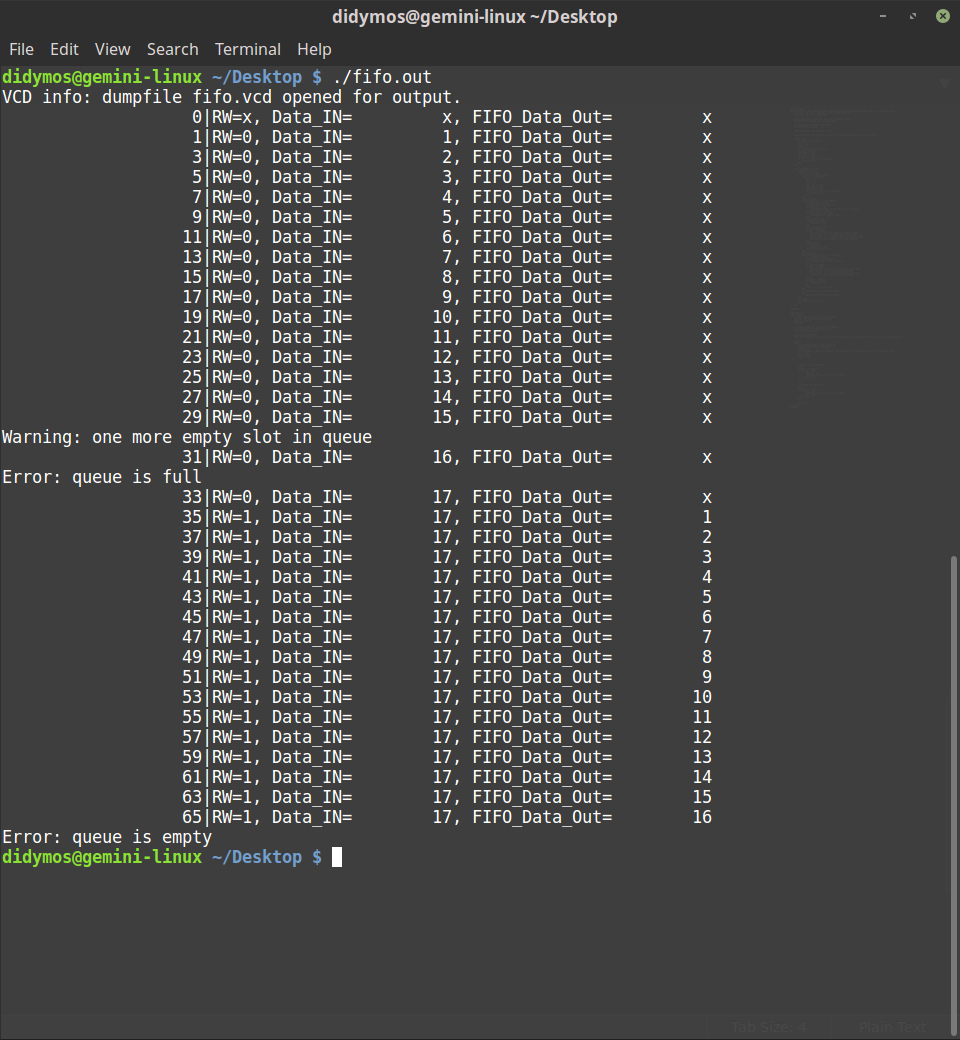 didymos@gemini-linux ~/Desktop
File Edit View Search Terminal Help
didymos@gemini-linux ~/Desktop $ ./fifo.out
VCD info: dumpfile fifo.vcd opened for output.
                   0|RW=x, Data_IN=         x, FIFO_Data_Out=         x
                   1|RW=0, Data_IN=         1, FIFO_Data_Out=         x
                   3|RW=0, Data_IN=         2, FIFO_Data_Out=         x
                   5|RW=0, Data_IN=         3, FIFO_Data_Out=         x
                   7|RW=0, Data_IN=         4, FIFO_Data_Out=         x
                   9|RW=0, Data_IN=         5, FIFO_Data_Out=         x
                  11|RW=0, Data_IN=         6, FIFO_Data_Out=         x
                  13|RW=0, Data_IN=         7, FIFO_Data_Out=         x
                  15|RW=0, Data_IN=         8, FIFO_Data_Out=         x
                  17|RW=0, Data_IN=         9, FIFO_Data_Out=         x
                  19|RW=0, Data_IN=        10, FIFO_Data_Out=         x
                  21|RW=0, Data_IN=        11, FIFO_Data_Out=         x
                  23|RW=0, Data_IN=        12, FIFO_Data_Out=         x
                  25|RW=0, Data_IN=        13, FIFO_Data_Out=         x
                  27|RW=0, Data_IN=        14, FIFO_Data_Out=         x
                  29|RW=0, Data_IN=        15, FIFO_Data_Out=         x
Warning: one more empty slot in queue
                  31|RW=0, Data_IN=        16, FIFO_Data_Out=         x
Error: queue is full
                  33|RW=0, Data_IN=        17, FIFO_Data_Out=         x
                  35|RW=1, Data_IN=        17, FIFO_Data_Out=         1
                  37|RW=1, Data_IN=        17, FIFO_Data_Out=         2
                  39|RW=1, Data_IN=        17, FIFO_Data_Out=         3
                  41|RW=1, Data_IN=        17, FIFO_Data_Out=         4
                  43|RW=1, Data_IN=        17, FIFO_Data_Out=         5
                  45|RW=1, Data_IN=        17, FIFO_Data_Out=         6
                  47|RW=1, Data_IN=        17, FIFO_Data_Out=         7
                  49|RW=1, Data_IN=        17, FIFO_Data_Out=         8
                  51|RW=1, Data_IN=        17, FIFO_Data_Out=         9
                  53|RW=1, Data_IN=        17, FIFO_Data_Out=        10
                  55|RW=1, Data_IN=        17, FIFO_Data_Out=        11
                  57|RW=1, Data_IN=        17, FIFO_Data_Out=        12
                  59|RW=1, Data_IN=        17, FIFO_Data_Out=        13
                  61|RW=1, Data_IN=        17, FIFO_Data_Out=        14
                  63|RW=1, Data_IN=        17, FIFO_Data_Out=        15
                  65|RW=1, Data_IN=        17, FIFO_Data_Out=        16
Error: queue is empty
didymos@gemini-linux ~/Desktop $
Tab Size: 4 Plain Text